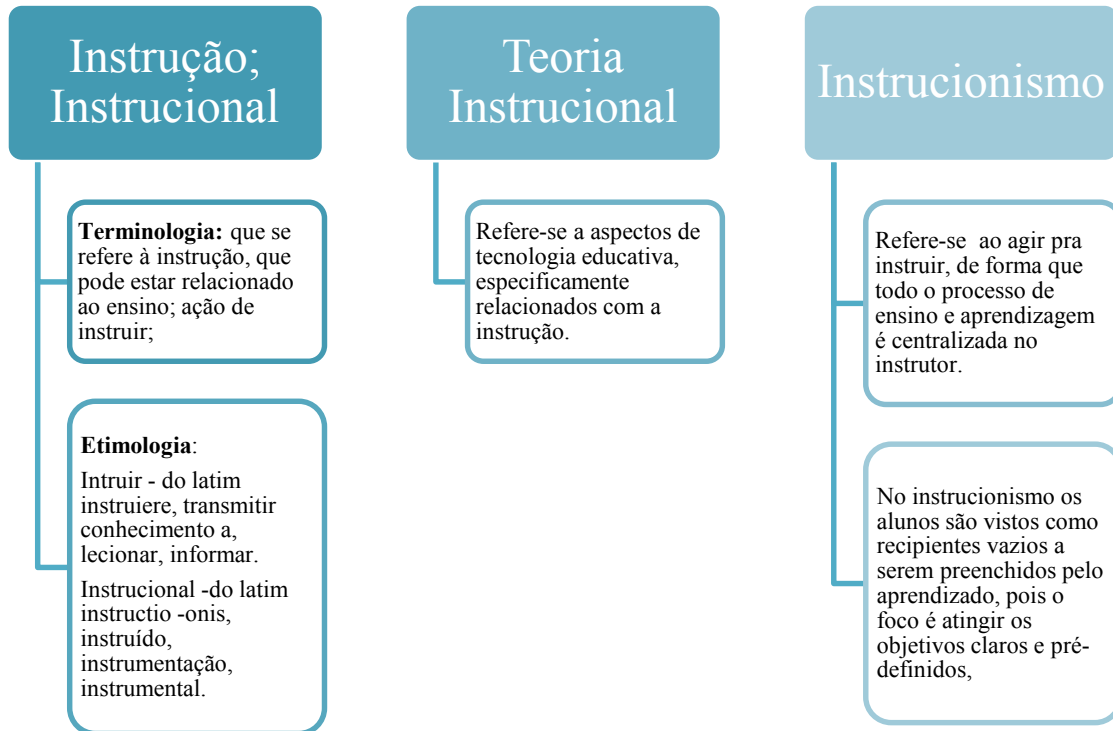 Instrução;
Instrucional
Terminologia: que se
refere à instrução, que
pode estar relacionado
ao ensino; ação de
instruir;
Etimologia:
Intruir - do latim
instruiere, transmitir
conhecimento a,
lecionar, informar.
Instrucional -do latim
instructio -onis,
instruído,
instrumentação,
instrumental.
Teoria
Instrucional
Refere-se a aspectos de
tecnologia educativa,
especificamente
relacionados com a
instrução.
Instrucionismo
Refere-se  ao agir pra
instruir, de forma que
todo o processo de
ensino e aprendizagem
é centralizada no
instrutor.
No instrucionismo os
alunos são vistos como
recipientes vazios a
serem preenchidos pelo
aprendizado, pois o
foco é atingir os
objetivos claros e pré-
definidos,